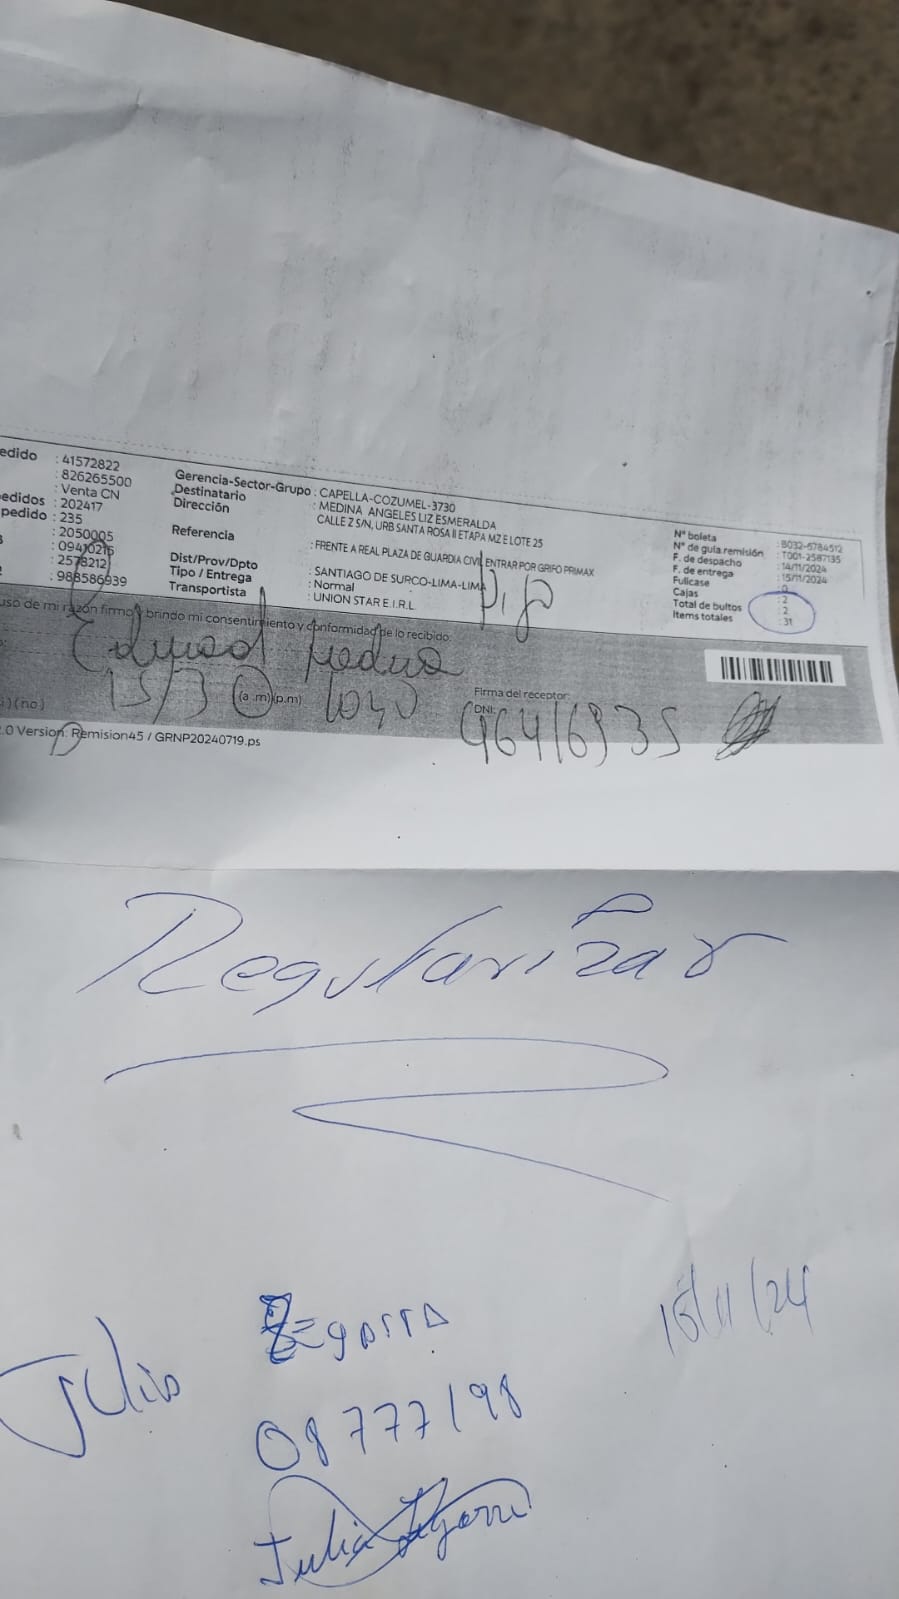 edido : 41572822
: 826265500
: Venta CN
edidos : 202417
pedido : 235
: 2050005
: 09410216
: 2578212
: 988586939
Gerencia-Sector-Grupo : CAPELLA-COZUMEL-3730
Destinatario : MEDINA ANGELES LIZ ESMERALDA
Dirección : CALLE Z S/N, URB SANTA ROSA II ETAPA MZ E LOTE 25
Referencia : FRENTE A REAL PLAZA DE GUARDIA CIVIL ENTRAR POR GRIFO PRIMAX
Dist/Prov/Dpto : SANTIAGO DE SURCO-LIMA-LIMA
Tipo / Entrega : Normal
Transportista : UNION STAR E.I.R.L.
N° boleta : B032-6784512
N° de guía remisión : T001-2587135
F. de despacho : 14/11/2024
F. de entrega : 15/11/2024
Fullcase : 0
Cajas : 2
Total de bultos : 2
Items totales : 31
uso de mi razón firmo y brindo mi consentimiento y conformidad de lo recibido:
(a.m)(p.m)
)(no)
Firma del receptor:
DNI:
46416935
.0 Version: Remision45 / GRNP20240719.ps
Regularizar
Julio Zegarra
15/11/24
08777198